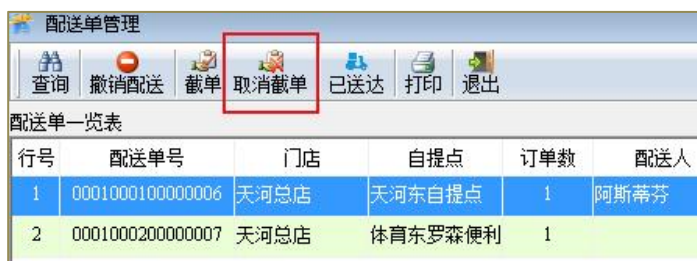 配送单管理
查询 撤销配送 截单 取消截单 已送达 打印 退出
配送单一览表
行号 配送单号 门店 自提点 订单数 配送人
1 0001000100000006 天河总店 天河东自提点 1 阿斯蒂芬
2 0001000200000007 天河总店 体育东罗森便利 1